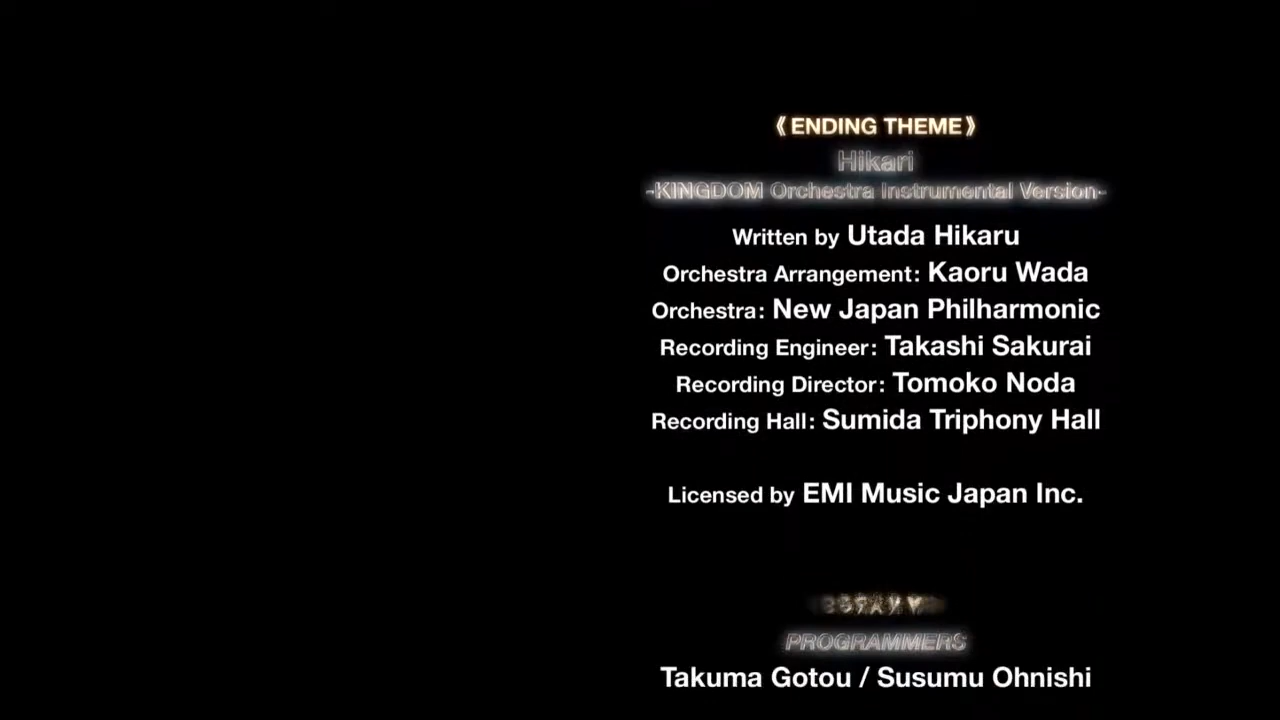 《ENDING THEME》
Hikari
-KINGDOM Orchestra Instrumental Version-
Written by Utada Hikaru
Orchestra Arrangement: Kaoru Wada
Orchestra: New Japan Philharmonic
Recording Engineer: Takashi Sakurai
Recording Director: Tomoko Noda
Recording Hall: Sumida Triphony Hall
Licensed by EMI Music Japan Inc.
PROGRAMMERS
Takuma Gotou / Susumu Ohnishi